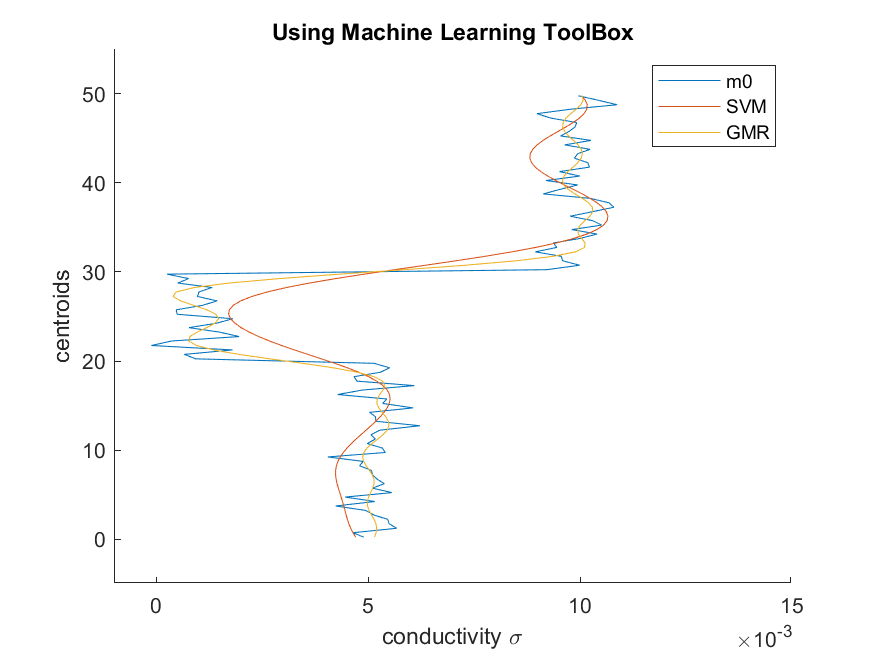 Using Machine Learning ToolBox
m0
SVM
GMR
50
40
30
20
10
0
centroids
0 5 10 15
conductivity σ
×10⁻³